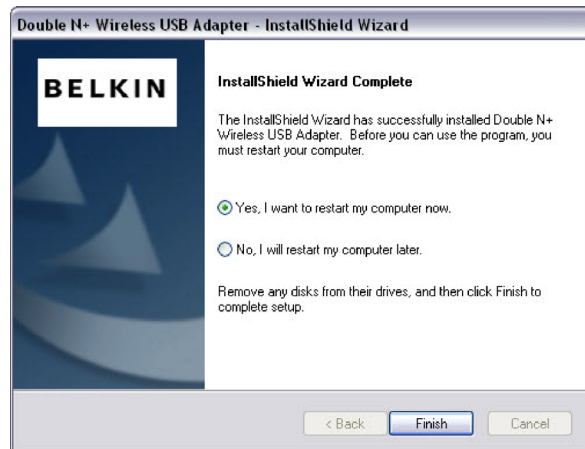 Double N+ Wireless USB Adapter - InstallShield Wizard
BELKIN
InstallShield Wizard Complete
The InstallShield Wizard has successfully installed Double N+
Wireless USB Adapter. Before you can use the program, you
must restart your computer.
Yes, I want to restart my computer now.
No, I will restart my computer later.
Remove any disks from their drives, and then click Finish to
complete setup.
< Back
Finish
Cancel